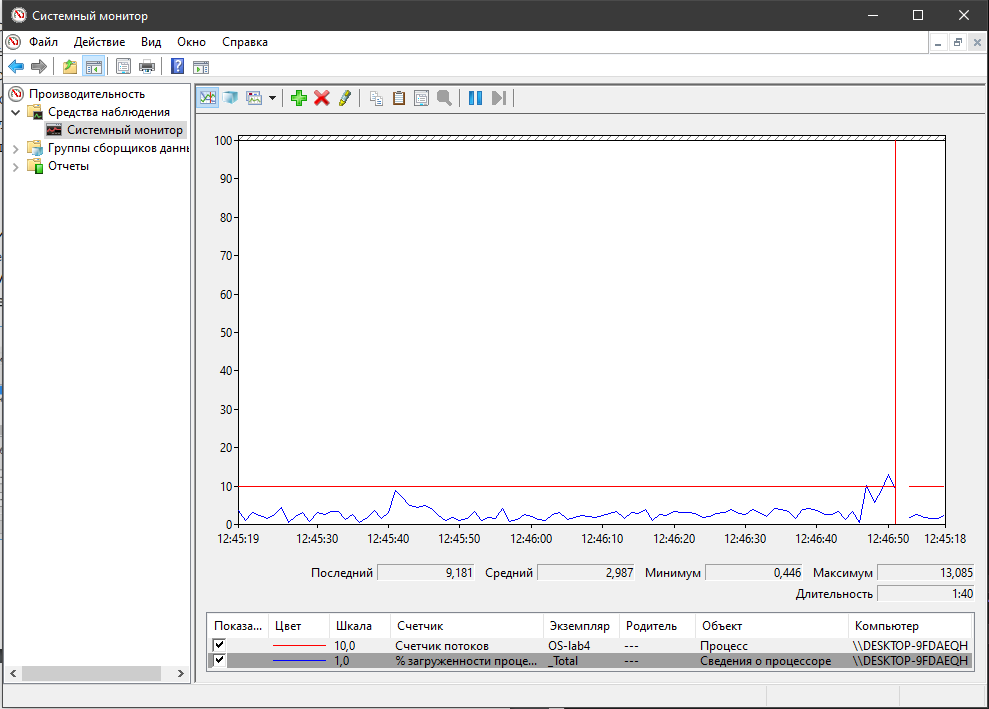 Системный монитор
Файл Действие Вид Окно Справка
Производительность
Средства наблюдения
Системный монитор
Группы сборщиков даннь
Отчеты
100
90
80
70
60
50
40
30
20
10
0
12:45:19 12:45:30 12:45:40 12:45:50 12:46:00 12:46:10 12:46:20 12:46:30 12:46:40 12:46:50 12:45:18
Последний 9,181 Средний 2,987 Минимум 0,446 Максимум 13,085
Длительность 1:40
Показа... Цвет Шкала Счетчик Экземпляр Родитель Объект Компьютер
10,0 Счетчик потоков OS-lab4 --- Процесс \\DESKTOP-9FDAEQH
1,0 % загруженности проце... _Total --- Сведения о процессоре \\DESKTOP-9FDAEQH